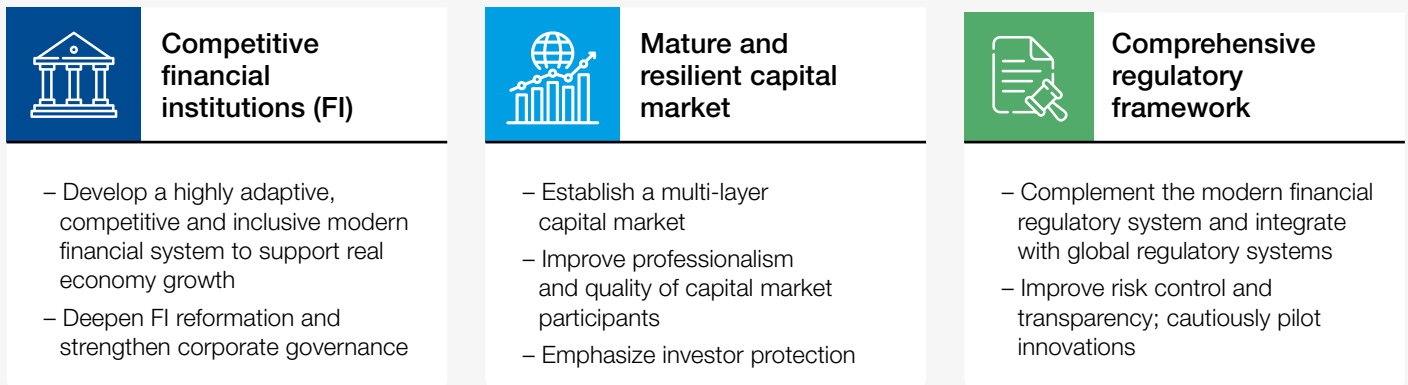 Competitive
financial
institutions (FI)
– Develop a highly adaptive,
competitive and inclusive modern
financial system to support real
economy growth
– Deepen FI reformation and
strengthen corporate governance
Mature and
resilient capital
market
– Establish a multi-layer
capital market
– Improve professionalism
and quality of capital market
participants
– Emphasize investor protection
Comprehensive
regulatory
framework
– Complement the modern financial
regulatory system and integrate
with global regulatory systems
– Improve risk control and
transparency; cautiously pilot
innovations